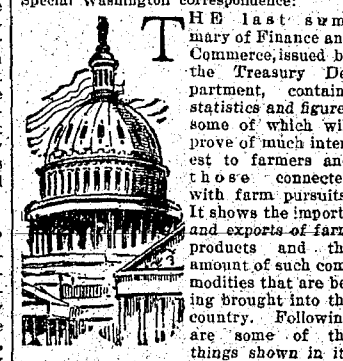 Special Washington correspondence:
THE last sum
mary of Finance an
Commerce, issued b
the Treasury De
partment, contain
statistics and figure
some of which wi
prove of much inter
est to farmers an
those connecte
with farm pursuits
It shows the import
and exports of farm
products and th
amount of such com
modities that are be
ing brought into th
country. Followin
are some of th
things shown in it